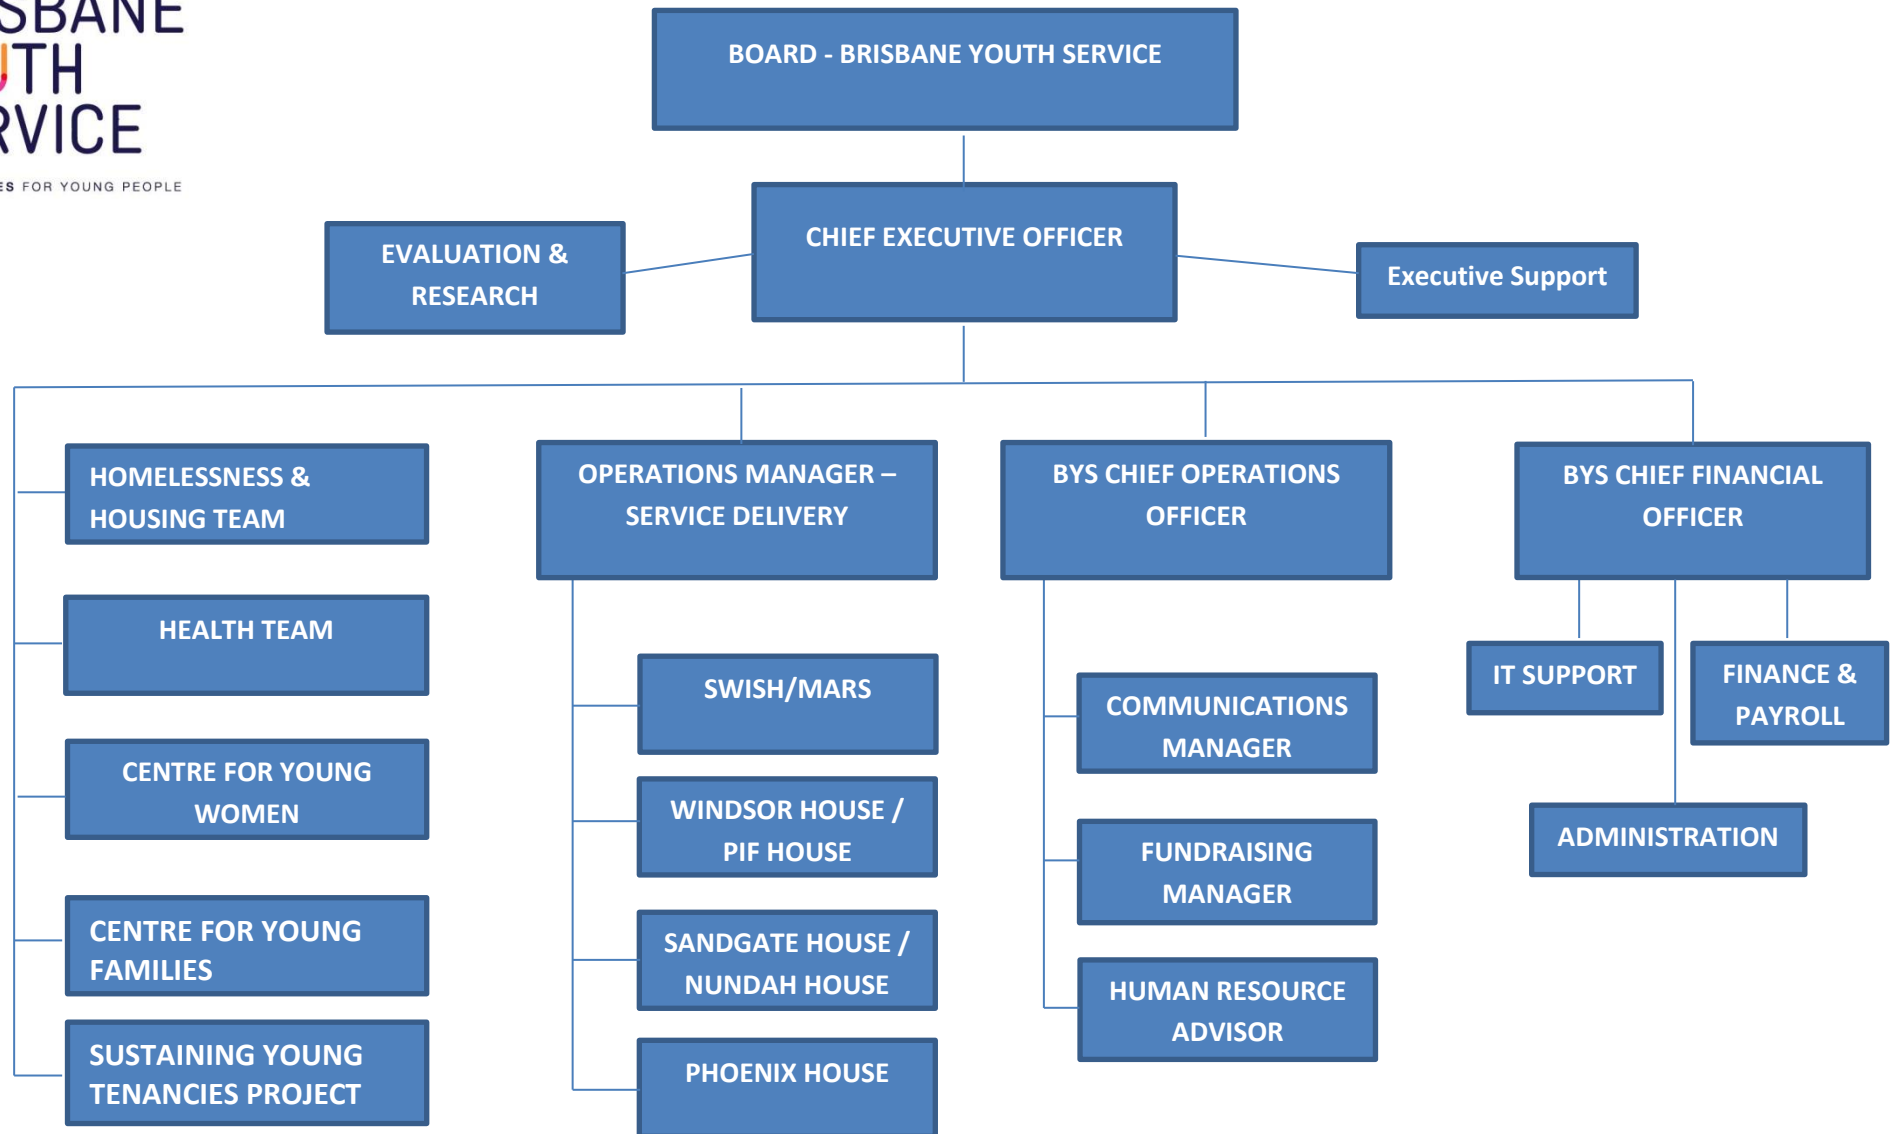 SBANE
UTH
RVICE
ES FOR YOUNG PEOPLE
BOARD - BRISBANE YOUTH SERVICE
CHIEF EXECUTIVE OFFICER
EVALUATION &
RESEARCH
Executive Support
HOMELESSNESS &
HOUSING TEAM
HEALTH TEAM
CENTRE FOR YOUNG
WOMEN
CENTRE FOR YOUNG
FAMILIES
SUSTAINING YOUNG
TENANCIES PROJECT
OPERATIONS MANAGER –
SERVICE DELIVERY
SWISH/MARS
WINDSOR HOUSE /
PIF HOUSE
SANDGATE HOUSE /
NUNDAH HOUSE
PHOENIX HOUSE
BYS CHIEF OPERATIONS
OFFICER
COMMUNICATIONS
MANAGER
FUNDRAISING
MANAGER
HUMAN RESOURCE
ADVISOR
BYS CHIEF FINANCIAL
OFFICER
IT SUPPORT
FINANCE &
PAYROLL
ADMINISTRATION